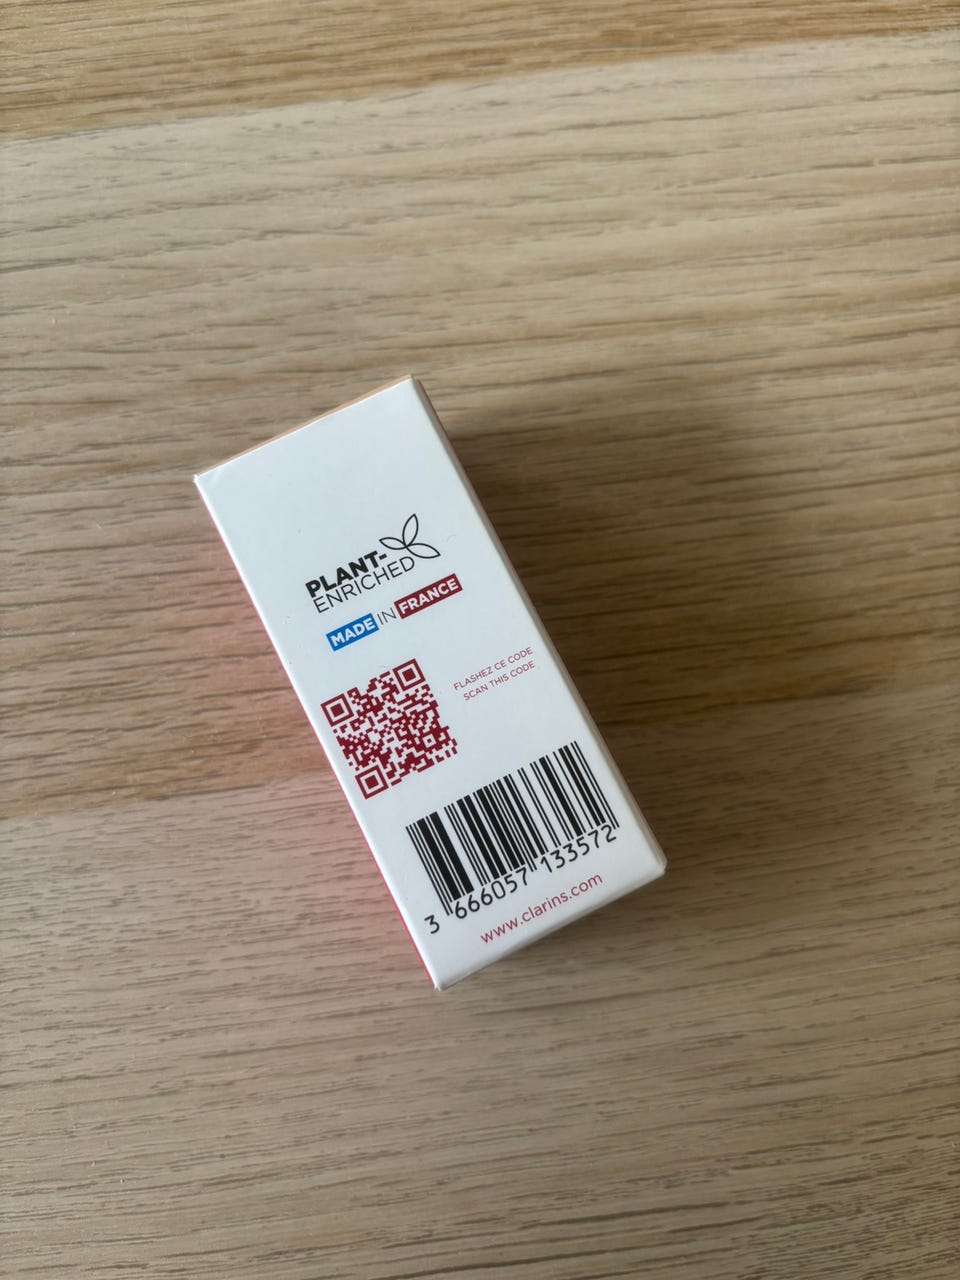 PLANT-
ENRICHED
MADE IN FRANCE
FLASHEZ CE CODE
SCAN THIS CODE
3 666057 133572
www.clarins.com